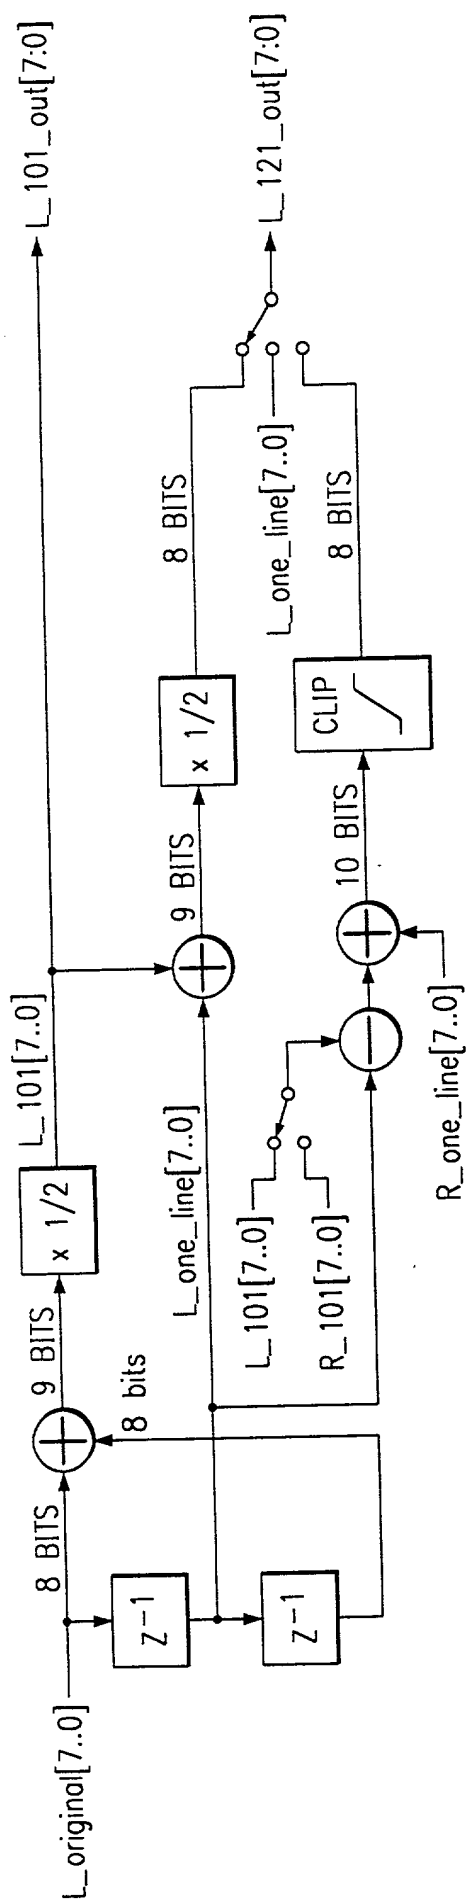 L_original[7..0]
8 BITS
9 BITS
x 1/2
L_101[7..0]
L_101_out[7:0]
8 bits
Z-1
Z-1
L_one_line[7..0]
9 BITS
x 1/2
8 BITS
L_121_out[7:0]
L_one_line[7..0]
L_101[7..0]
R_101[7..0]
10 BITS
CLIP
8 BITS
R_one_line[7..0]